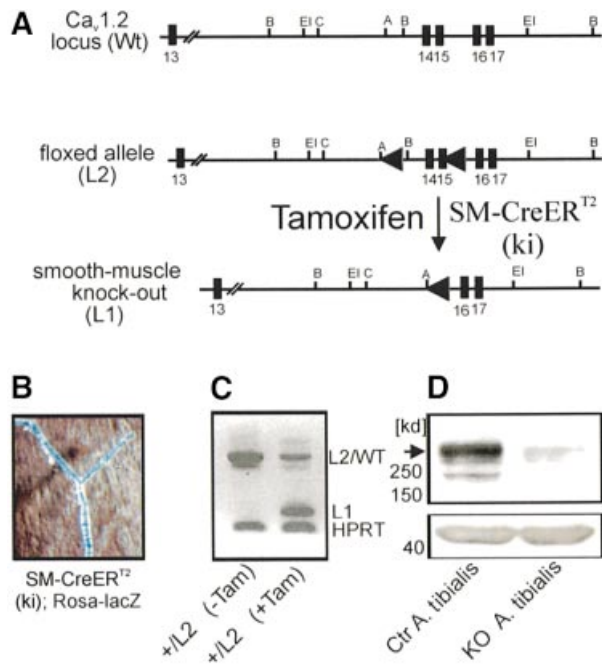 A
Cav1.2
locus (Wt)
B EI C A B EI B
13 14 15 16 17
floxed allele
(L2)
B EI C A B EI B
13 14 15 16 17
Tamoxifen SM-CreER^T2
(ki)
smooth-muscle
knock-out
(L1)
B EI C A EI B
13 16 17
B
SM-CreER^T2
(ki); Rosa-lacZ
C
L2/WT
L1
HPRT
+/L2 (-Tam)
+/L2 (+Tam)
D
[kd]
250
150
40
Ctr A. tibialis
KO A. tibialis